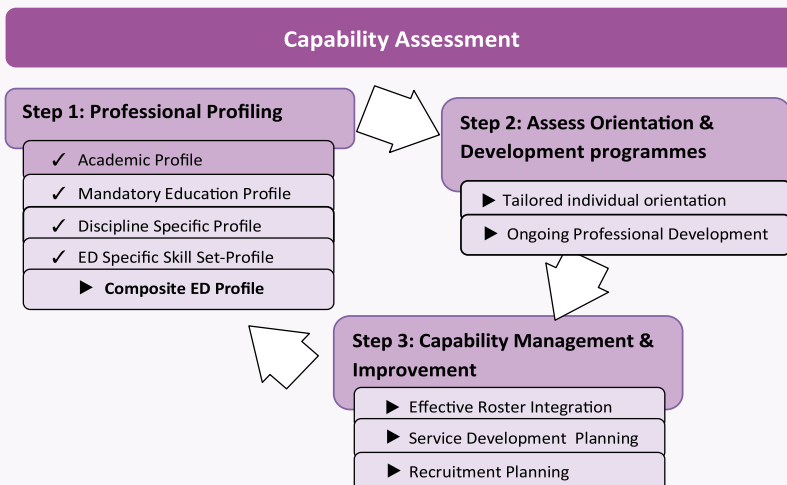 Capability Assessment
Step 1: Professional Profiling
✓ Academic Profile
✓ Mandatory Education Profile
✓ Discipline Specific Profile
✓ ED Specific Skill Set-Profile
▶ Composite ED Profile
Step 2: Assess Orientation &
Development programmes
▶ Tailored individual orientation
▶ Ongoing Professional Development
Step 3: Capability Management &
Improvement
▶ Effective Roster Integration
▶ Service Development Planning
▶ Recruitment Planning